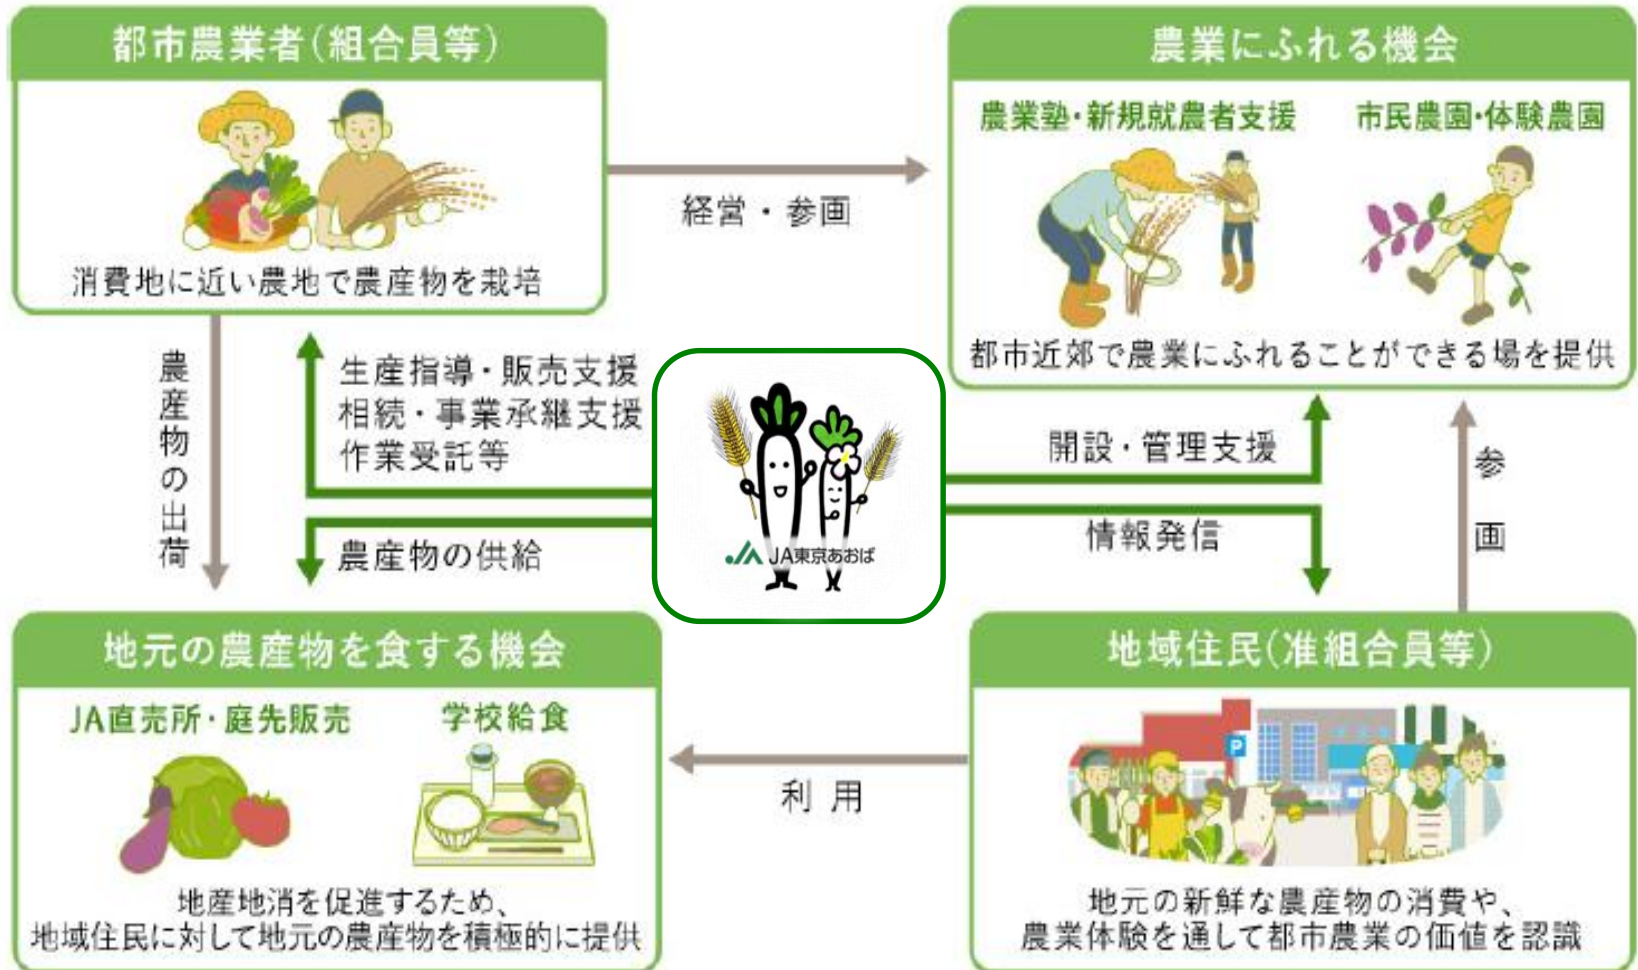 都市農業者(組合員等)
消費地に近い農地で農産物を栽培
経営・参画
農業にふれる機会
農業塾・新規就農者支援
市民農園・体験農園
都市近郊で農業にふれることができる場を提供
農産物の出荷
生産指導・販売支援
相続・事業承継支援
作業受託等
農産物の供給
JA東京あおば
開設・管理支援
情報発信
参画
地元の農産物を食する機会
JA直売所・庭先販売
学校給食
地産地消を促進するため、
地域住民に対して地元の農産物を積極的に提供
利用
地域住民(准組合員等)
P
地元の新鮮な農産物の消費や、
農業体験を通して都市農業の価値を認識